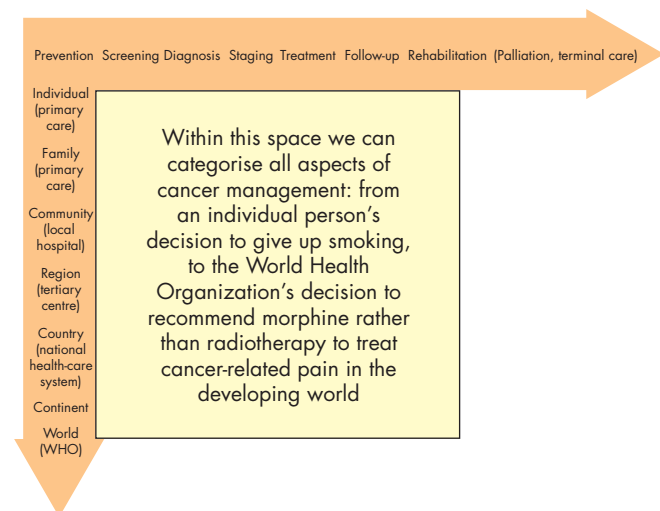 Prevention Screening Diagnosis Staging Treatment Follow-up Rehabilitation (Palliation, terminal care)
Individual
(primary
care)
Family
(primary
care)
Community
(local
hospital)
Region
(tertiary
centre)
Country
(national
health-care
system)
Continent
World
(WHO)
Within this space we can
categorise all aspects of
cancer management: from
an individual person’s
decision to give up smoking,
to the World Health
Organization’s decision to
recommend morphine rather
than radiotherapy to treat
cancer-related pain in the
developing world